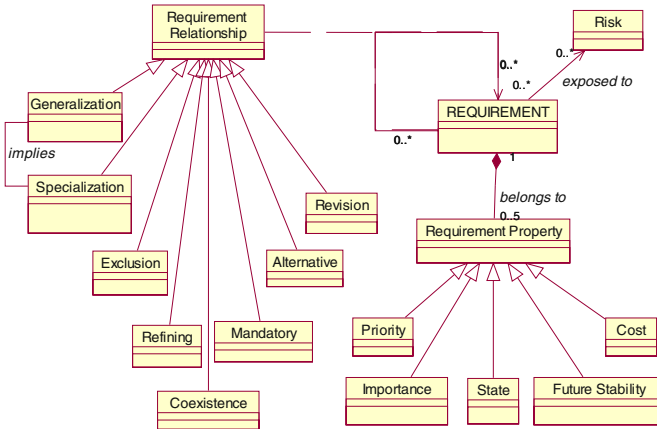 Requirement
Relationship
Risk
0..*
0..*
0..*
exposed to
Generalization
REQUIREMENT
0..*
1
implies
Specialization
belongs to
Revision
0..5
Requirement Property
Exclusion
Alternative
Refining
Mandatory
Priority
Cost
Importance
State
Future Stability
Coexistence